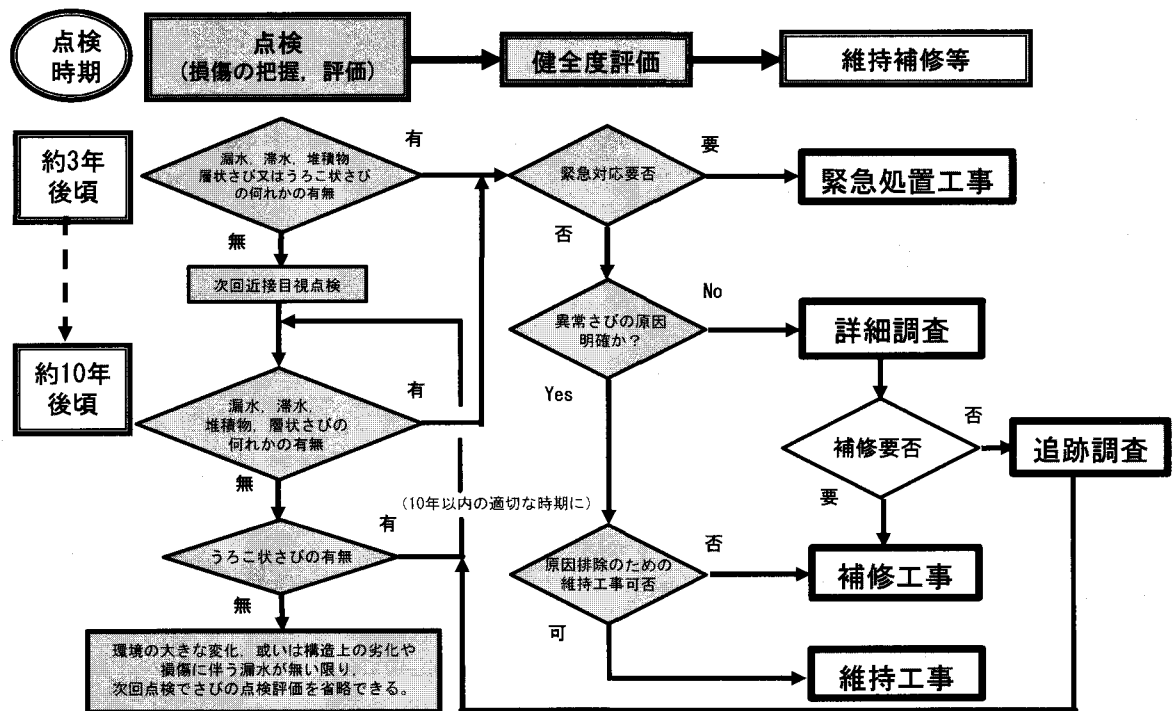 点検
時期
点検
(損傷の把握，評価)
健全度評価
維持補修等
約3年
後頃
漏水，滞水，堆積物
層状さび又はうろこ状さび
の何れかの有無
有
無
緊急対応要否
要
否
緊急処置工事
次回近接目視点検
異常さびの原因
明確か？
No
Yes
詳細調査
約10年
後頃
漏水，滞水，
堆積物，層状さびの
何れかの有無
有
無
補修要否
否
要
追跡調査
(10年以内の適切な時期に)
うろこ状さびの有無
有
無
原因排除のための
維持工事可否
否
可
補修工事
環境の大きな変化，或いは構造上の劣化や
損傷に伴う漏水が無い限り，
次回点検でさびの点検評価を省略できる。
維持工事